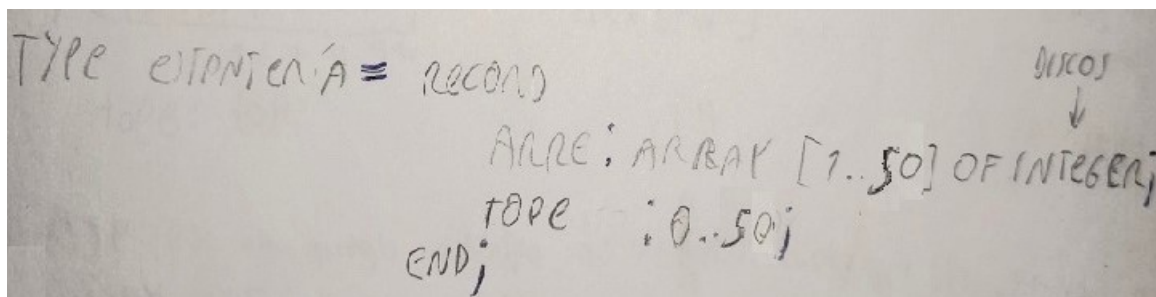 TYPE estantería = RECORD
DISCOS
↓
ARRE: ARRAY [1..50] OF INTEGER;
TOPE : 0..50;
END;